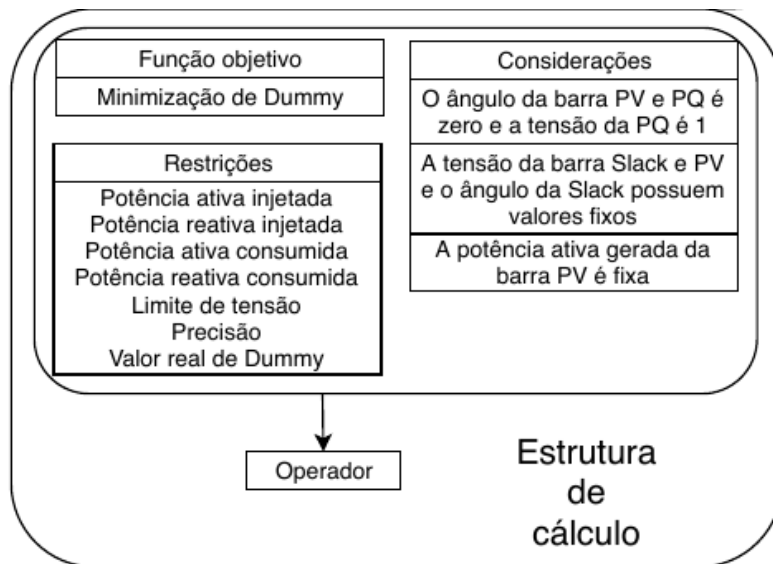 Função objetivo
Minimização de Dummy
Restrições
Potência ativa injetada
Potência reativa injetada
Potência ativa consumida
Potência reativa consumida
Limite de tensão
Precisão
Valor real de Dummy
Considerações
O ângulo da barra PV e PQ é
zero e a tensão da PQ é 1
A tensão da barra Slack e PV
e o ângulo da Slack possuem
valores fixos
A potência ativa gerada da
barra PV é fixa
Operador
Estrutura
de
cálculo